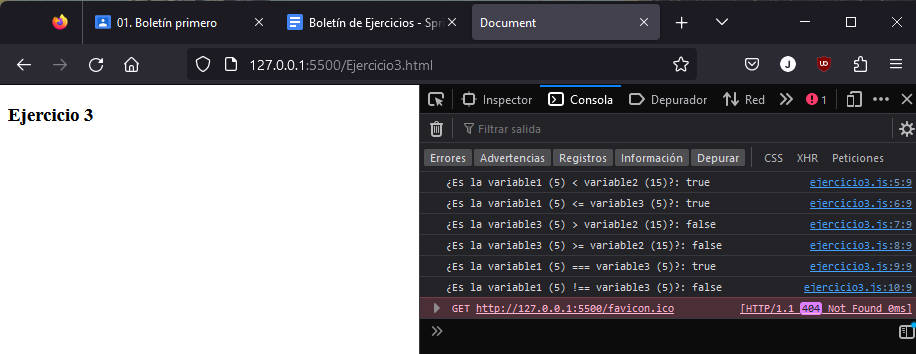 01. Boletín primero
Boletín de Ejercicios - Spri
Document
127.0.0.1:5500/Ejercicio3.html
J
UD
Ejercicio 3
Inspector
Consola
Depurador
Red
1
Filtrar salida
Errores
Advertencias
Registros
Información
Depurar
CSS
XHR
Peticiones
¿Es la variable1 (5) < variable2 (15)?: true ejercicio3.js:5:9
¿Es la variable1 (5) <= variable3 (5)?: true ejercicio3.js:6:9
¿Es la variable3 (5) > variable2 (15)?: false ejercicio3.js:7:9
¿Es la variable3 (5) >= variable2 (15)?: false ejercicio3.js:8:9
¿Es la variable1 (5) === variable3 (5)?: true ejercicio3.js:9:9
¿Es la variable1 (5) !== variable3 (5)?: false ejercicio3.js:10:9
GET http://127.0.0.1:5500/favicon.ico [HTTP/1.1 404 Not Found 0ms]